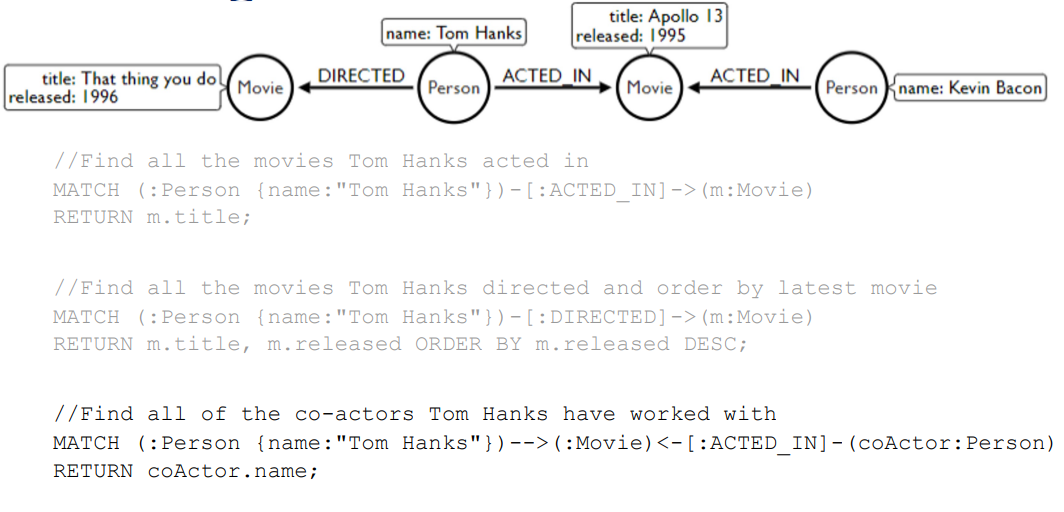 title: Apollo 13
released: 1995
name: Tom Hanks
title: That thing you do
released: 1996
Movie
DIRECTED
Person
ACTED_IN
Movie
ACTED_IN
Person
name: Kevin Bacon
//Find all the movies Tom Hanks acted in
MATCH (:Person {name:"Tom Hanks"})-[:ACTED_IN]->(m:Movie)
RETURN m.title;
//Find all the movies Tom Hanks directed and order by latest movie
MATCH (:Person {name:"Tom Hanks"})-[:DIRECTED]->(m:Movie)
RETURN m.title, m.released ORDER BY m.released DESC;
//Find all of the co-actors Tom Hanks have worked with
MATCH (:Person {name:"Tom Hanks"})-->(:Movie)<-[:ACTED_IN]-(coActor:Person)
RETURN coActor.name;